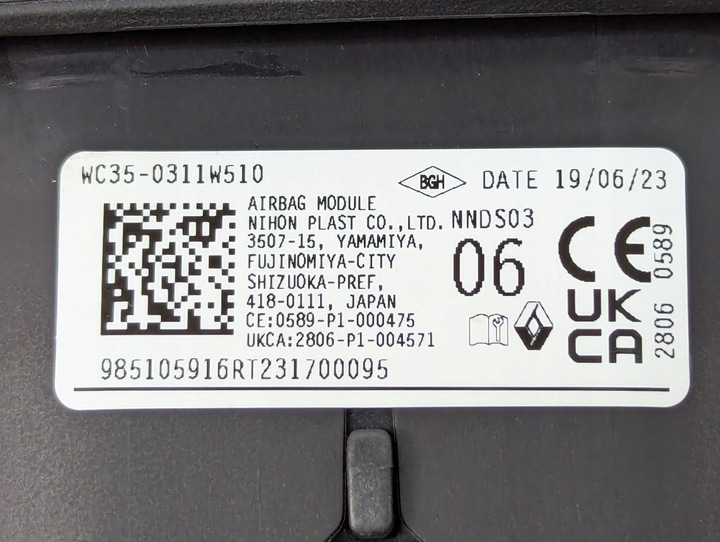 WC35-0311W510
BGH
DATE 19/06/23
AIRBAG MODULE
NIHON PLAST CO.,LTD.
3507-15, YAMAMIYA,
FUJINOMIYA-CITY
SHIZUOKA-PREF,
418-0111, JAPAN
CE:0589-P1-000475
UKCA:2806-P1-004571
NNDS03
06
CE
UK
CA
0589
2806
985105916RT231700095